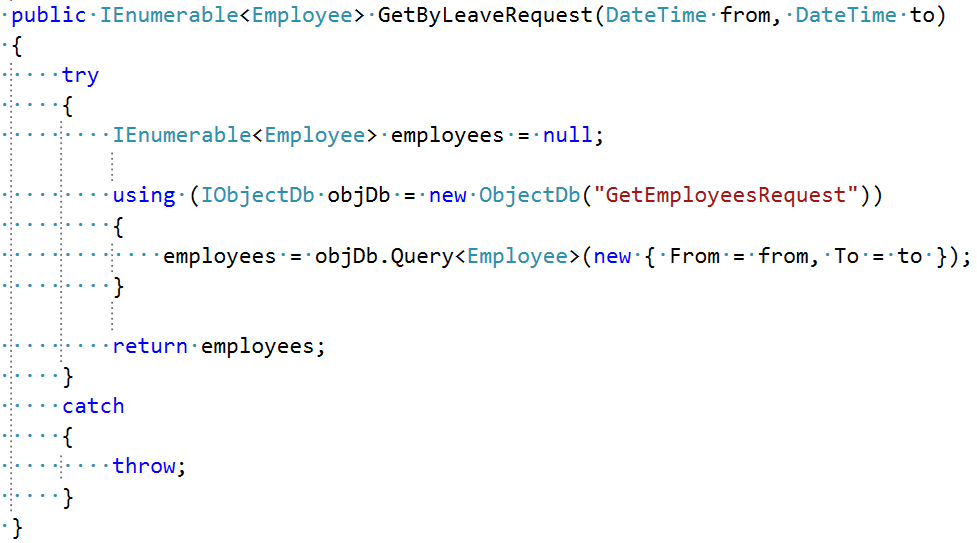 public IEnumerable<Employee> GetByLeaveRequest(DateTime from, DateTime to)
{
    try
    {
        IEnumerable<Employee> employees = null;

        using (IObjectDb objDb = new ObjectDb("GetEmployeesRequest"))
        {
            employees = objDb.Query<Employee>(new { From = from, To = to });
        }

        return employees;
    }
    catch
    {
        throw;
    }
}